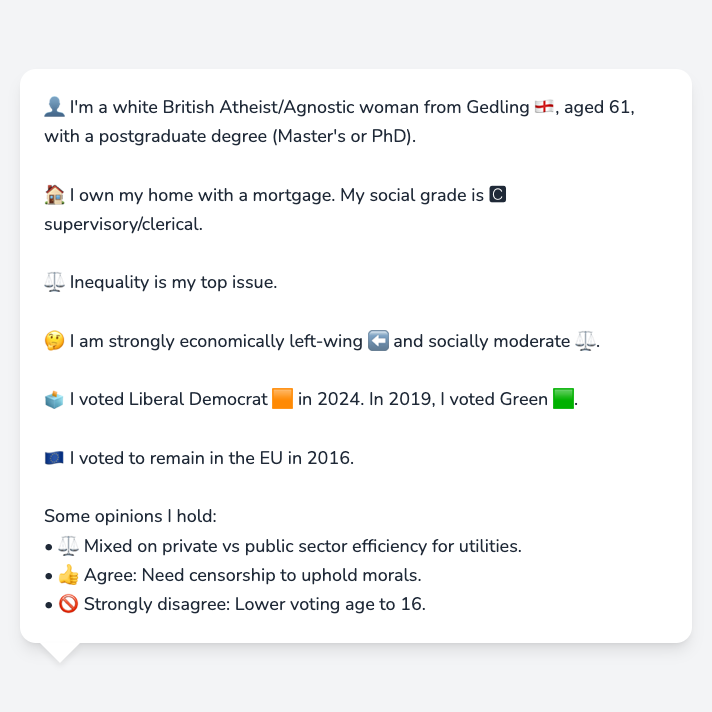 👤 I'm a white British Atheist/Agnostic woman from Gedling 🏴󠁧󠁢󠁥󠁮󠁧󠁿, aged 61,
with a postgraduate degree (Master's or PhD).
🏠 I own my home with a mortgage. My social grade is 🅲
supervisory/clerical.
⚖️ Inequality is my top issue.
🤔 I am strongly economically left-wing ⬅️ and socially moderate ⚖️.
🗳️ I voted Liberal Democrat 🟧 in 2024. In 2019, I voted Green 🟩.
🇪🇺 I voted to remain in the EU in 2016.
Some opinions I hold:
• ⚖️ Mixed on private vs public sector efficiency for utilities.
• 👍 Agree: Need censorship to uphold morals.
• 🚫 Strongly disagree: Lower voting age to 16.